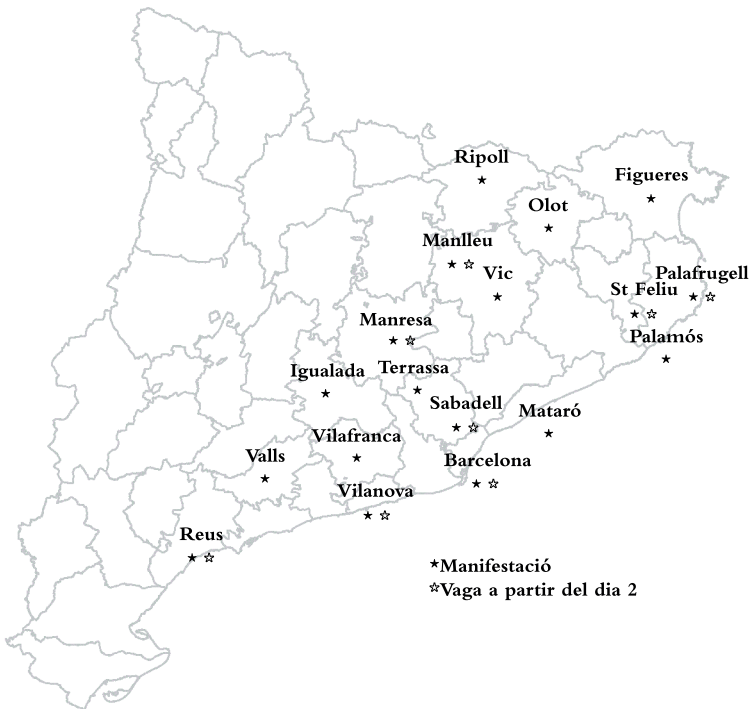 Ripoll
Figueres
Olot
Manlleu
Vic
Palafrugell
St Feliu
Manresa
Palamós
Igualada
Terrassa
Sabadell
Mataró
Vilafranca
Valls
Barcelona
Vilanova
Reus
Manifestació
Vaga a partir del dia 2